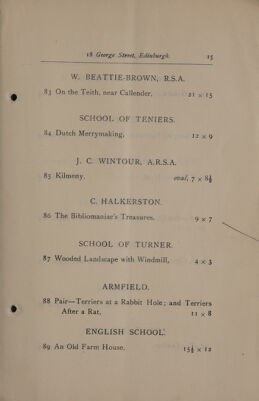 18 George Street, Edinburgh. 15
W. BEATTIE-BROWN, R.S.A.
83 On the Teith, near Callender, 21 × 15
SCHOOL OF TENIERS.
84 Dutch Merrymaking, 12 × 9
J. C. WINTOUR, A.R.S.A.
85 Kilmeny. oval, 7 × 8½
C. HALKERSTON.
86 The Bibliomaniac's Treasures. 9 × 7
SCHOOL OF TURNER.
87 Wooded Landscape with Windmill, 4 × 3
ARMFIELD.
88 Pair—Terriers at a Rabbit Hole; and Terriers
After a Rat, 11 × 8
ENGLISH SCHOOL.
89 An Old Farm House, 15½ × 12